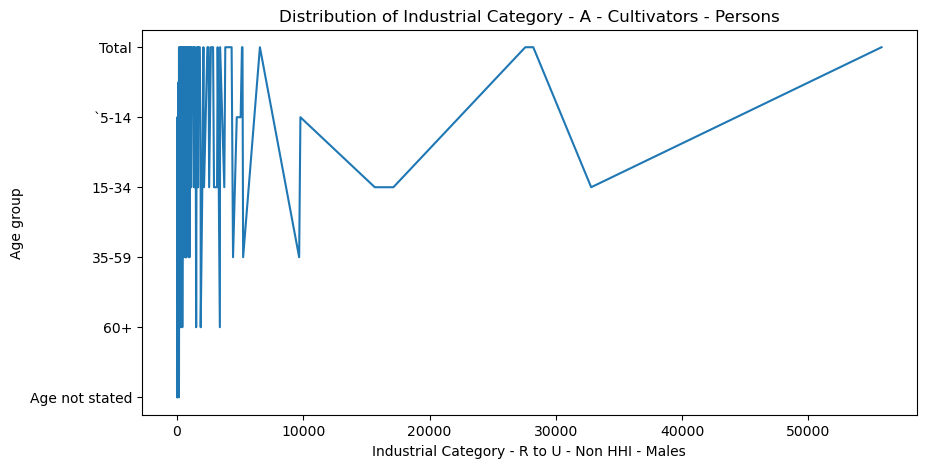 Distribution of Industrial Category - A - Cultivators - Persons
Total
`5-14
15-34
35-59
60+
Age not stated
Age group
0
10000
20000
30000
40000
50000
Industrial Category - R to U - Non HHI - Males